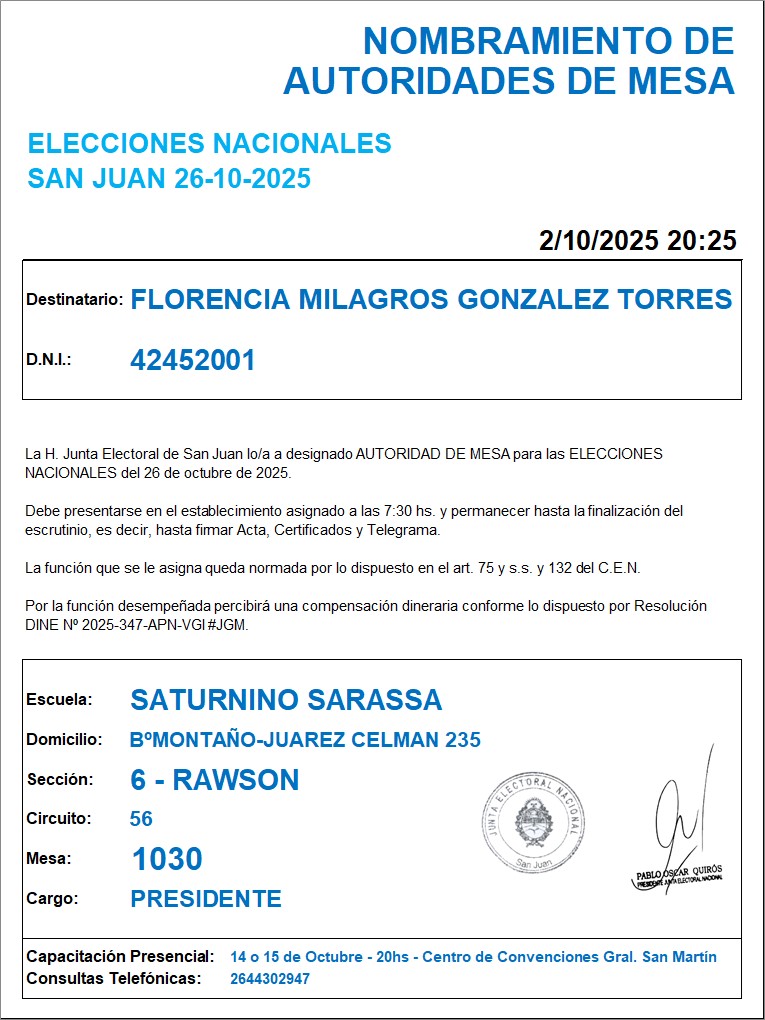 NOMBRAMIENTO DE
AUTORIDADES DE MESA
ELECCIONES NACIONALES
SAN JUAN 26-10-2025
2/10/2025 20:25
Destinatario: FLORENCIA MILAGROS GONZALEZ TORRES
D.N.I.: 42452001
La H. Junta Electoral de San Juan lo/a a designado AUTORIDAD DE MESA para las ELECCIONES
NACIONALES del 26 de octubre de 2025.
Debe presentarse en el establecimiento asignado a las 7:30 hs. y permanecer hasta la finalización del
escrutinio, es decir, hasta firmar Acta, Certificados y Telegrama.
La función que se le asigna queda normada por lo dispuesto en el art. 75 y s.s. y 132 del C.E.N.
Por la función desempeñada percibirá una compensación dineraria conforme lo dispuesto por Resolución
DINE Nº 2025-347-APN-VGI#JGM.
Escuela: SATURNINO SARASSA
Domicilio: BºMONTAÑO-JUAREZ CELMAN 235
Sección: 6 - RAWSON
Circuito: 56
Mesa: 1030
Cargo: PRESIDENTE
JUNTA ELECTORAL NACIONAL
San Juan
PABLO OSCAR QUIRÓS
PRESIDENTE JUNTA ELECTORAL NACIONAL
Capacitación Presencial: 14 o 15 de Octubre - 20hs - Centro de Convenciones Gral. San Martín
Consultas Telefónicas: 2644302947